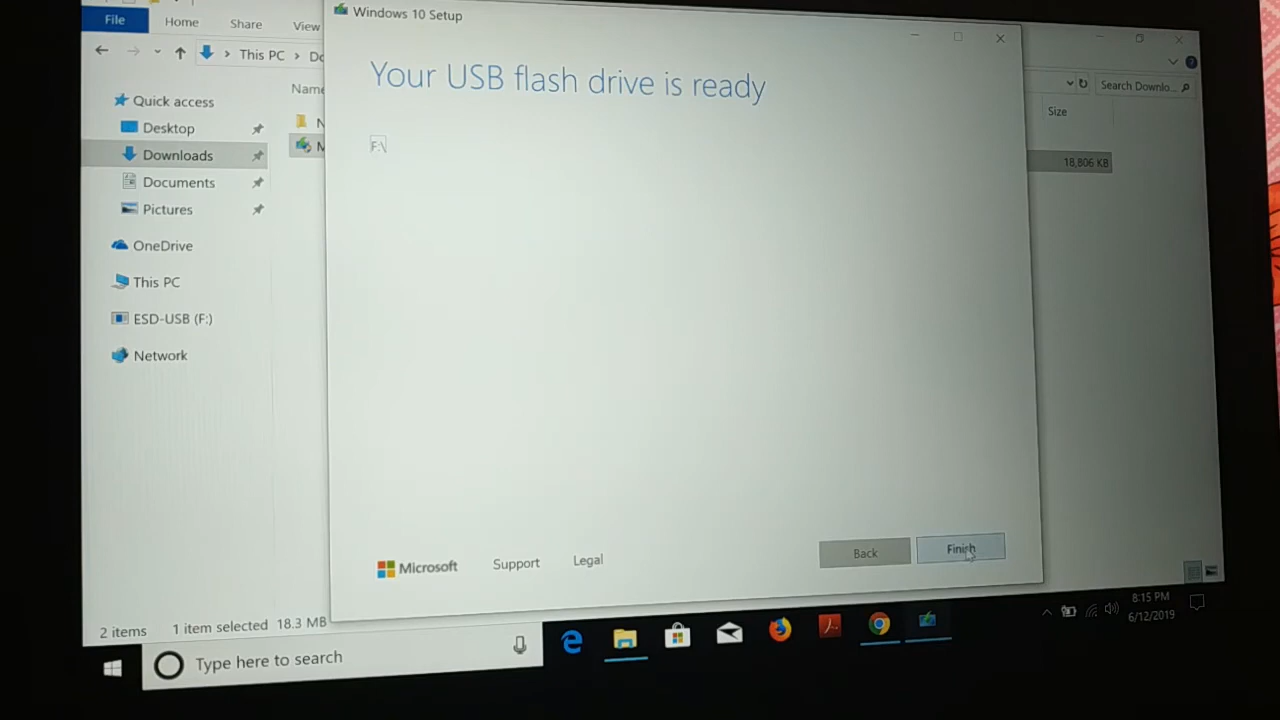 Windows 10 Setup
File
Home
Share
View
This PC
Search Downlo...
Your USB flash drive is ready
F:\
Name
Size
18,806 KB
Quick access
Desktop
Downloads
Documents
Pictures
OneDrive
This PC
ESD-USB (F:)
Network
Microsoft
Support
Legal
Back
Finish
2 items
1 item selected 18.3 MB
Type here to search
8:15 PM
6/12/2019